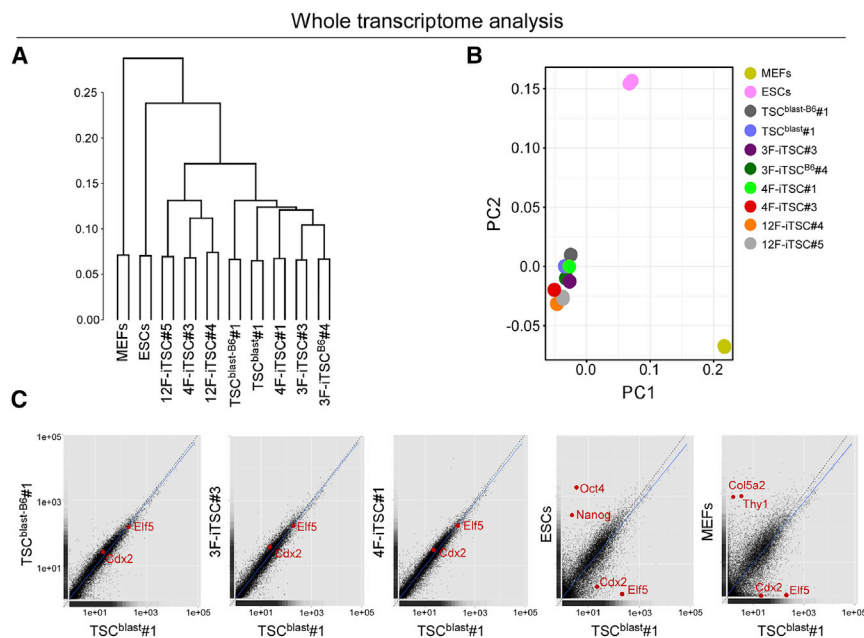 Whole transcriptome analysis
A
0.25
0.20
0.15
0.10
0.05
0.00
MEFs
ESCs
12F-iTSC#5
4F-iTSC#3
12F-iTSC#4
TSCblast-B6#1
TSCblast#1
4F-iTSC#1
3F-iTSC#3
3F-iTSCB6#4
B
PC2
0.15
0.10
0.05
0.0
-0.05
0.0
0.1
0.2
PC1
MEFs
ESCs
TSCblast-B6#1
TSCblast#1
3F-iTSC#3
3F-iTSCB6#4
4F-iTSC#1
4F-iTSC#3
12F-iTSC#4
12F-iTSC#5
C
TSCblast-B6#1
1e+05
1e+03
1e+01
Elf5
Cdx2
1e+01 1e+03 1e+05
TSCblast#1
3F-iTSC#3
Elf5
Cdx2
1e+01 1e+03 1e+05
TSCblast#1
4F-iTSC#1
Elf5
Cdx2
1e+01 1e+03 1e+05
TSCblast#1
ESCs
Oct4
Nanog
Cdx2
Elf5
1e+01 1e+03 1e+05
TSCblast#1
MEFs
Col5a2
Thy1
Cdx2
Elf5
1e+01 1e+03 1e+05
TSCblast#1